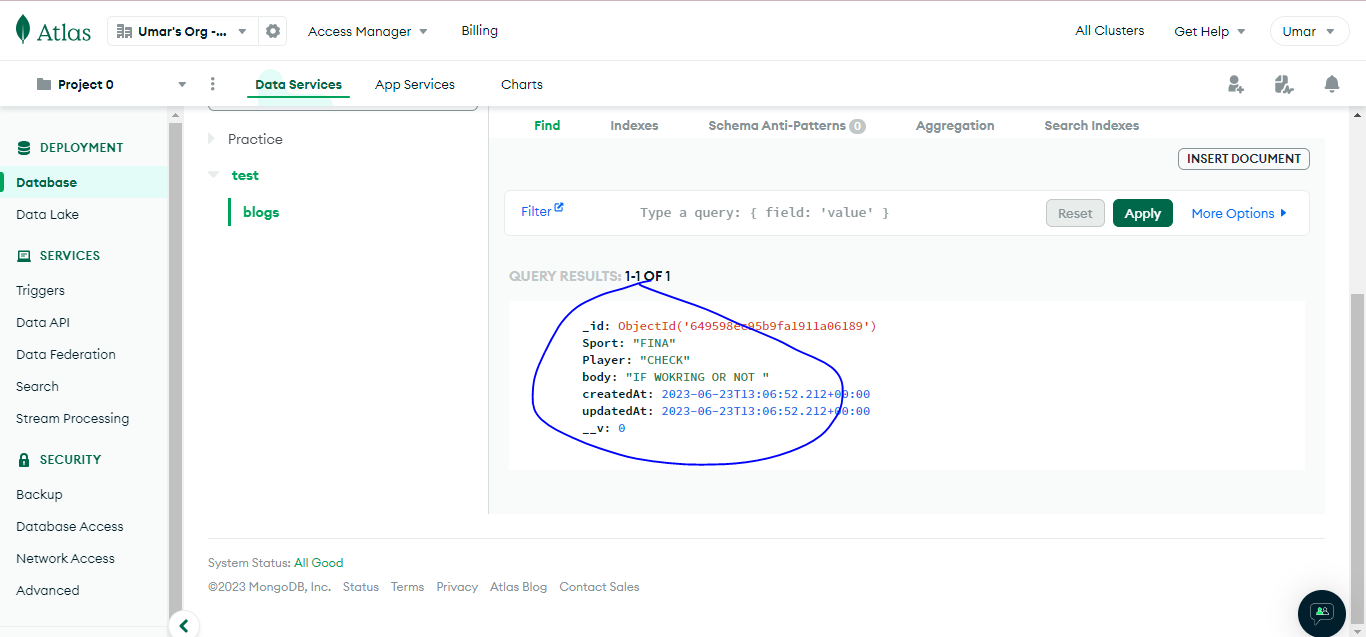 Atlas
Umar's Org -...
Access Manager
Billing
All Clusters
Get Help
Umar
Project 0
Data Services
App Services
Charts
DEPLOYMENT
Database
Data Lake
SERVICES
Triggers
Data API
Data Federation
Search
Stream Processing
SECURITY
Backup
Database Access
Network Access
Advanced
Practice
test
blogs
Find
Indexes
Schema Anti-Patterns 0
Aggregation
Search Indexes
INSERT DOCUMENT
Filter
Type a query: { field: 'value' }
Reset
Apply
More Options
QUERY RESULTS: 1-1 OF 1
_id: ObjectId('649598ec95b9fa1911a06189')
Sport: "FINA"
Player: "CHECK"
body: "IF WOKRING OR NOT "
createdAt: 2023-06-23T13:06:52.212+00:00
updatedAt: 2023-06-23T13:06:52.212+00:00
__v: 0
System Status: All Good
©2023 MongoDB, Inc.
Status
Terms
Privacy
Atlas Blog
Contact Sales